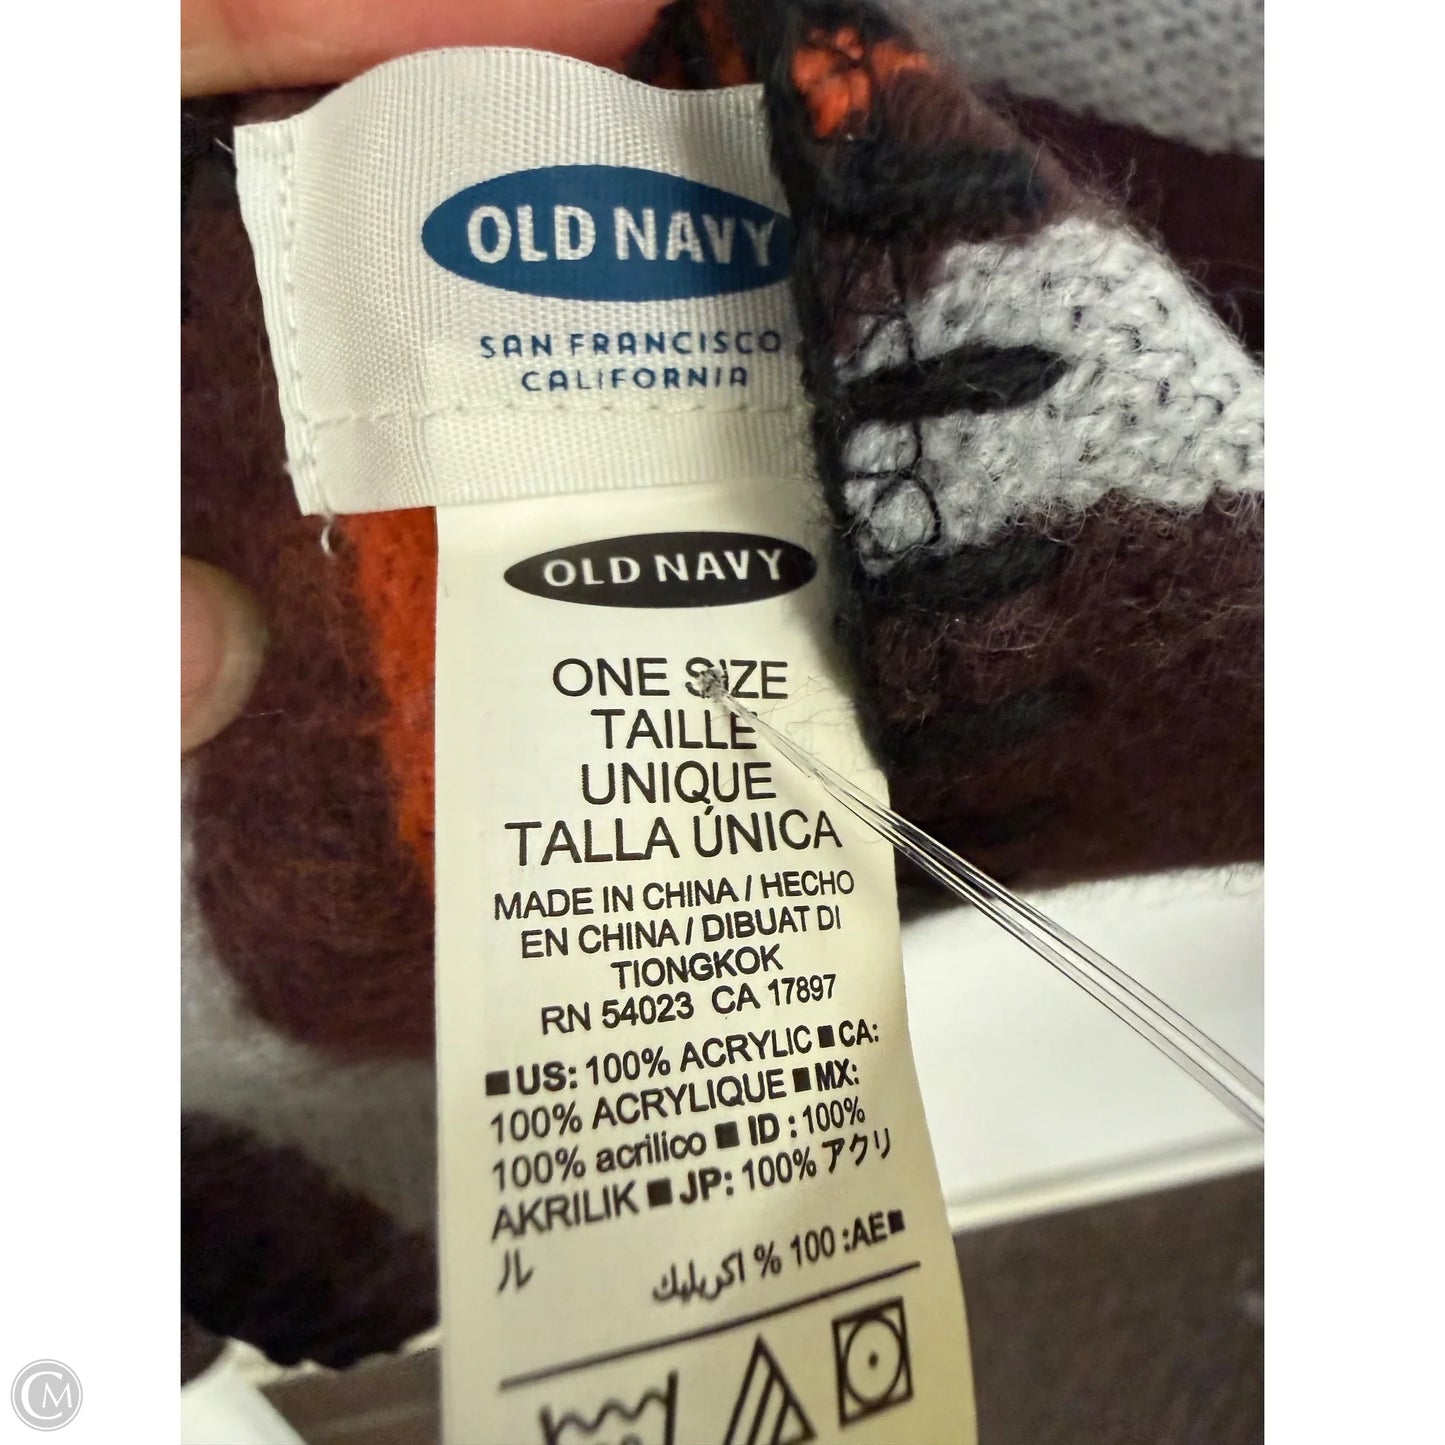 OLD NAVY
SAN FRANCISCO
CALIFORNIA
OLD NAVY
ONE SIZE
TAILLE
UNIQUE
TALLA ÚNICA
MADE IN CHINA / HECHO
EN CHINA / DIBUAT DI
TIONGKOK
RN 54023 CA 17897
■ US: 100% ACRYLIC ■ CA:
100% ACRYLIQUE ■ MX:
100% acrilico ■ ID : 100%
AKRILIK ■ JP: 100% アクリ
ル
■AE: 100 % اكريليك
CM